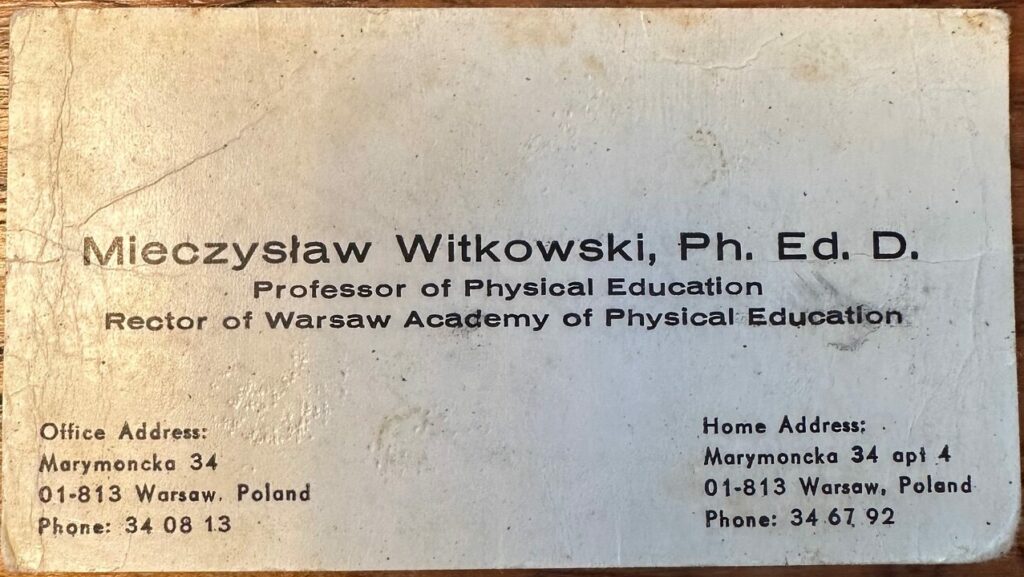 Mieczysław Witkowski, Ph. Ed. D.
Professor of Physical Education
Rector of Warsaw Academy of Physical Education
Office Address:
Marymoncka 34
01-813 Warsaw, Poland
Phone: 34 08 13
Home Address:
Marymoncka 34 apt 4
01-813 Warsaw, Poland
Phone: 34 67 92